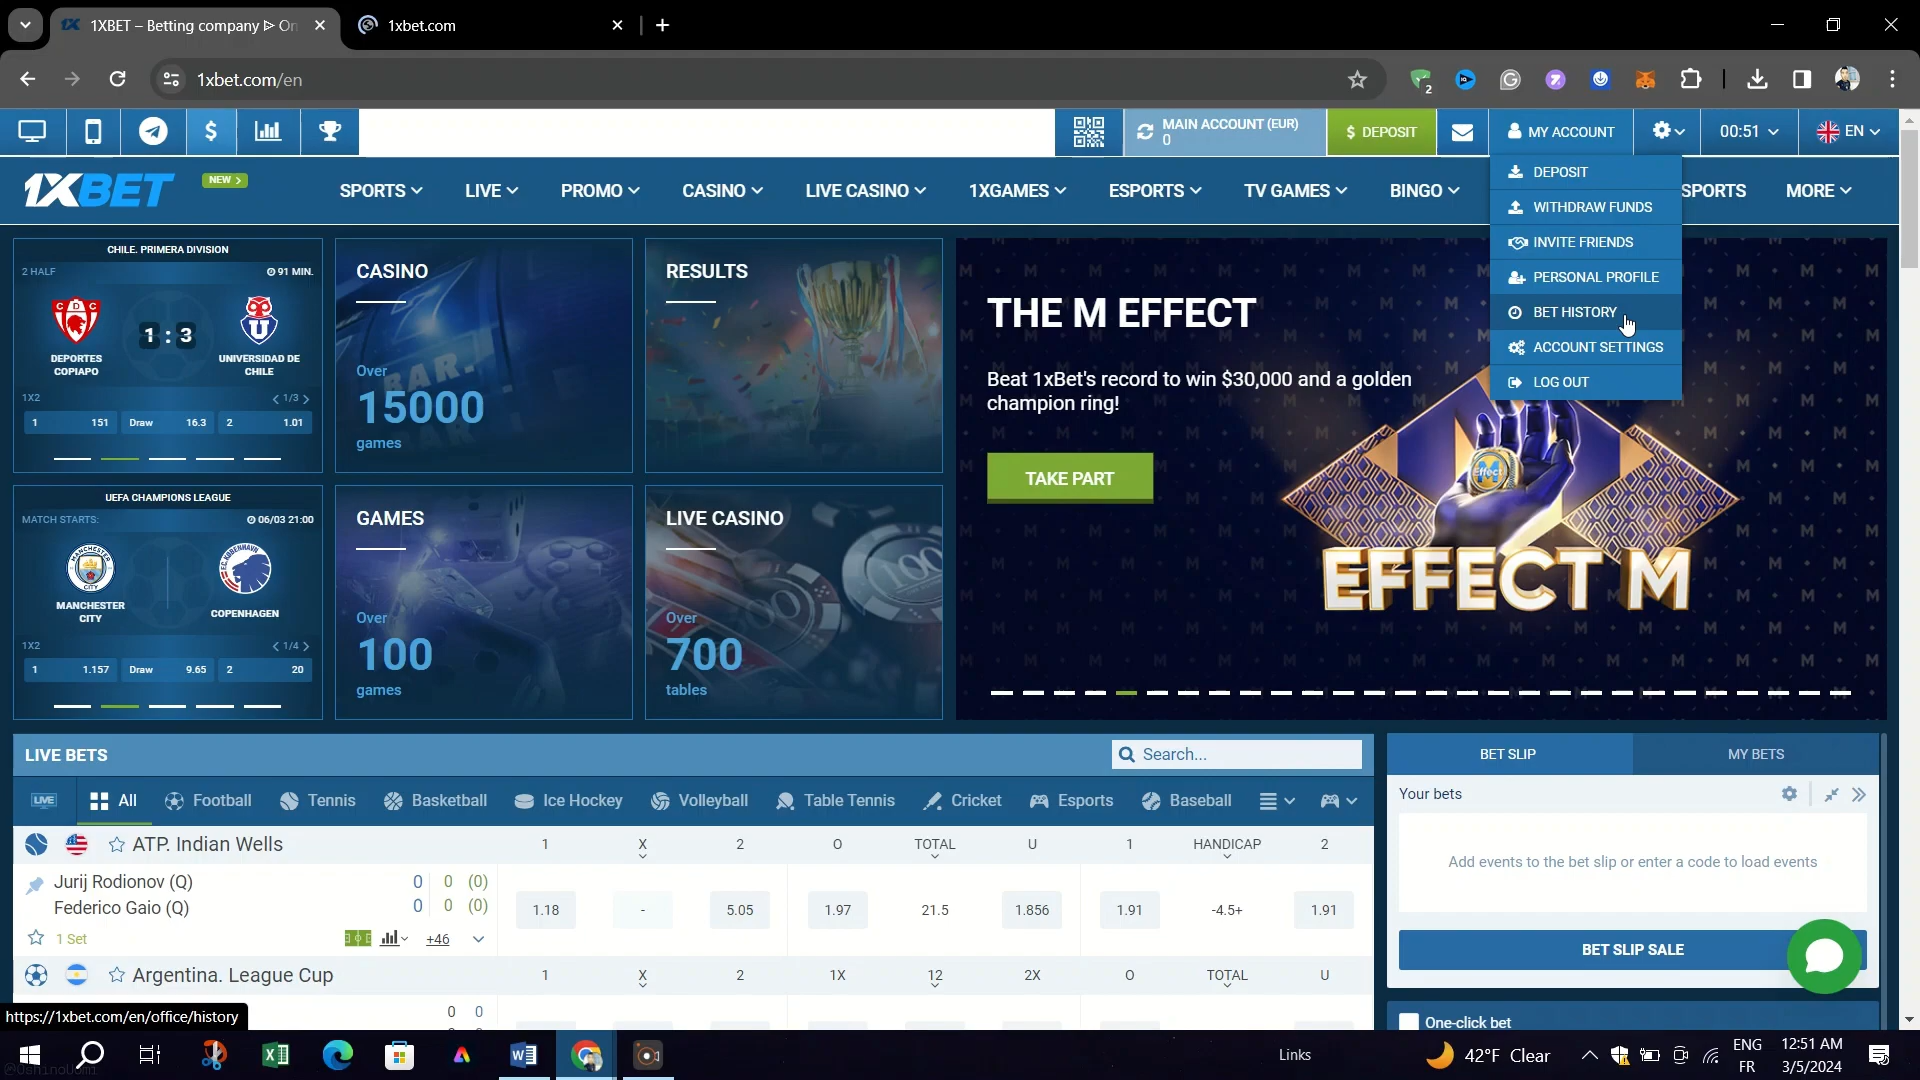 1XBET – Betting company ᐉ On
1xbet.com
1xbet.com/en
2
MAIN ACCOUNT (EUR)
0
$ DEPOSIT
MY ACCOUNT
00:51
EN
1XBET
NEW >
SPORTS
LIVE
PROMO
CASINO
LIVE CASINO
1XGAMES
ESPORTS
TV GAMES
BINGO
SPORTS
MORE
DEPOSIT
WITHDRAW FUNDS
INVITE FRIENDS
PERSONAL PROFILE
BET HISTORY
ACCOUNT SETTINGS
LOG OUT
CHILE. PRIMERA DIVISION
2 HALF
91 MIN.
1 : 3
DEPORTES COPIAPO
UNIVERSIDAD DE CHILE
1X2
< 1/3 >
1 151 Draw 16.3 2 1.01
CASINO
Over
15000
games
RESULTS
THE M EFFECT
Beat 1xBet's record to win $30,000 and a golden
champion ring!
TAKE PART
Effect
M
EFFECT M
UEFA CHAMPIONS LEAGUE
MATCH STARTS:
06/03 21:00
MANCHESTER CITY
COPENHAGEN
1X2
< 1/4 >
1 1.157 Draw 9.65 2 20
GAMES
Over
100
games
LIVE CASINO
Over
700
tables
LIVE BETS
Search...
LIVE
All
Football
Tennis
Basketball
Ice Hockey
Volleyball
Table Tennis
Cricket
Esports
Baseball
ATP. Indian Wells
1 X 2 O TOTAL U 1 HANDICAP 2
Jurij Rodionov (Q) 0 0 (0)
Federico Gaio (Q) 0 0 (0)
1.18 - 5.05 1.97 21.5 1.856 1.91 -4.5+ 1.91
1 Set
+46
Argentina. League Cup
1 X 2 1X 12 2X O TOTAL U
0 0
BET SLIP
MY BETS
Your bets
Add events to the bet slip or enter a code to load events
BET SLIP SALE
One-click bet
https://1xbet.com/en/office/history
Links
42°F Clear
ENG
FR
12:51 AM
3/5/2024